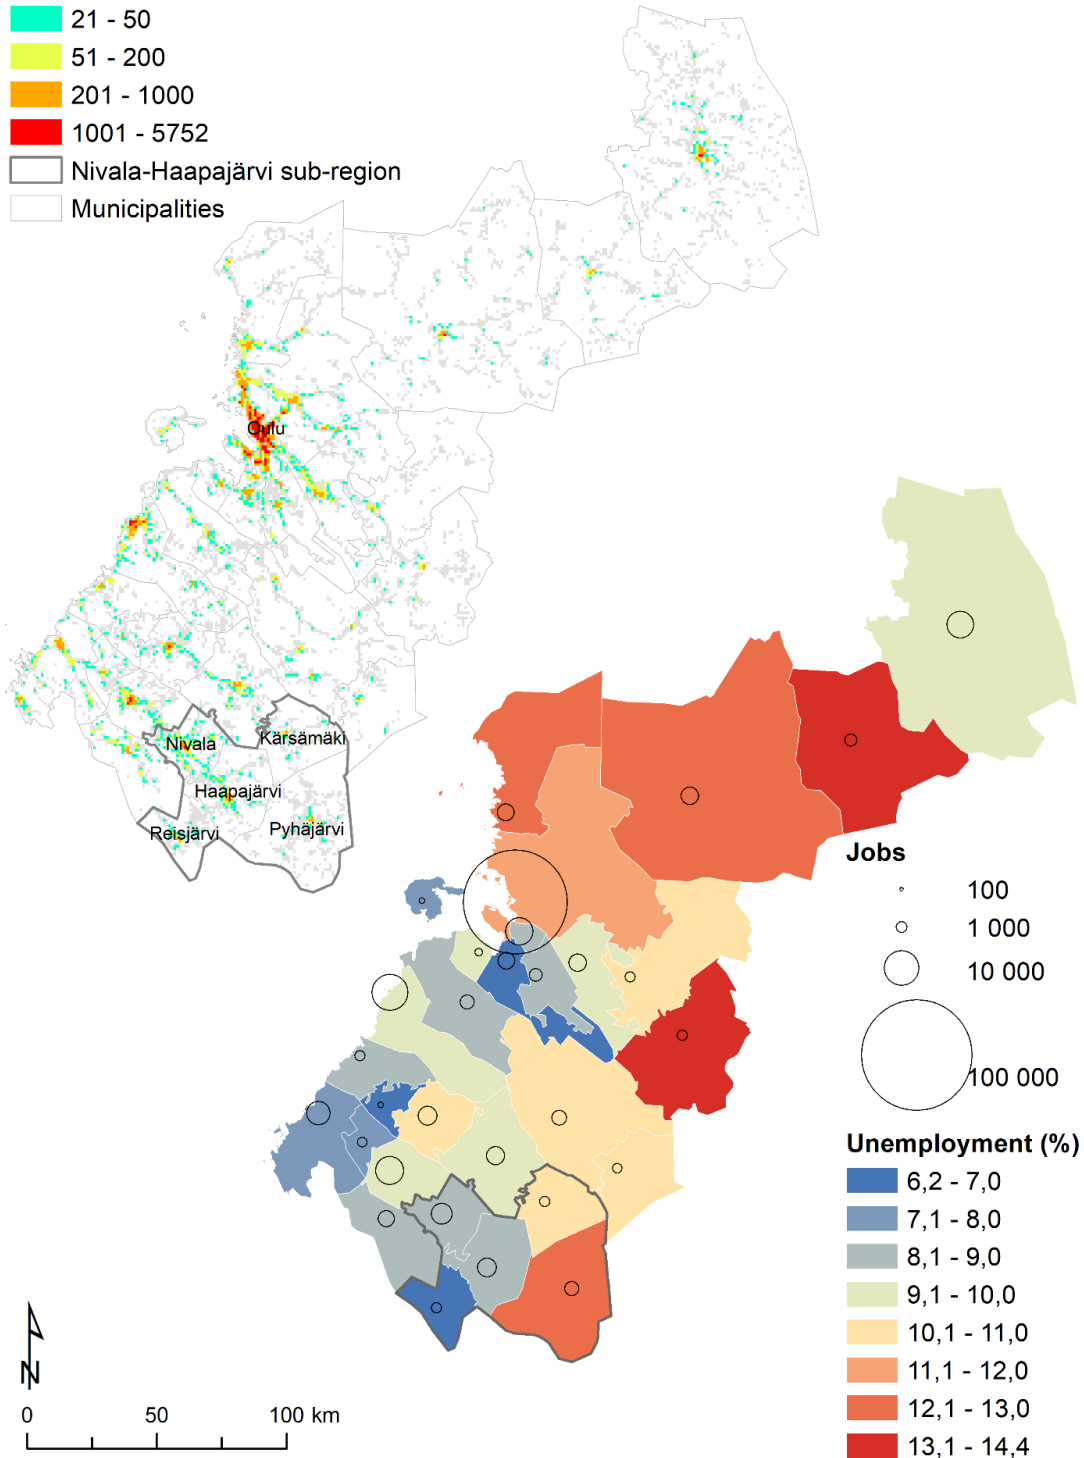 21 - 50
51 - 200
201 - 1000
1001 - 5752
Nivala-Haapajärvi sub-region
Municipalities
Oulu
Nivala
Kärsämäki
Haapajärvi
Reisjärvi
Pyhäjärvi
Jobs
100
1 000
10 000
100 000
Unemployment (%)
6,2 - 7,0
7,1 - 8,0
8,1 - 9,0
9,1 - 10,0
10,1 - 11,0
11,1 - 12,0
12,1 - 13,0
13,1 - 14,4
N
0 50 100 km